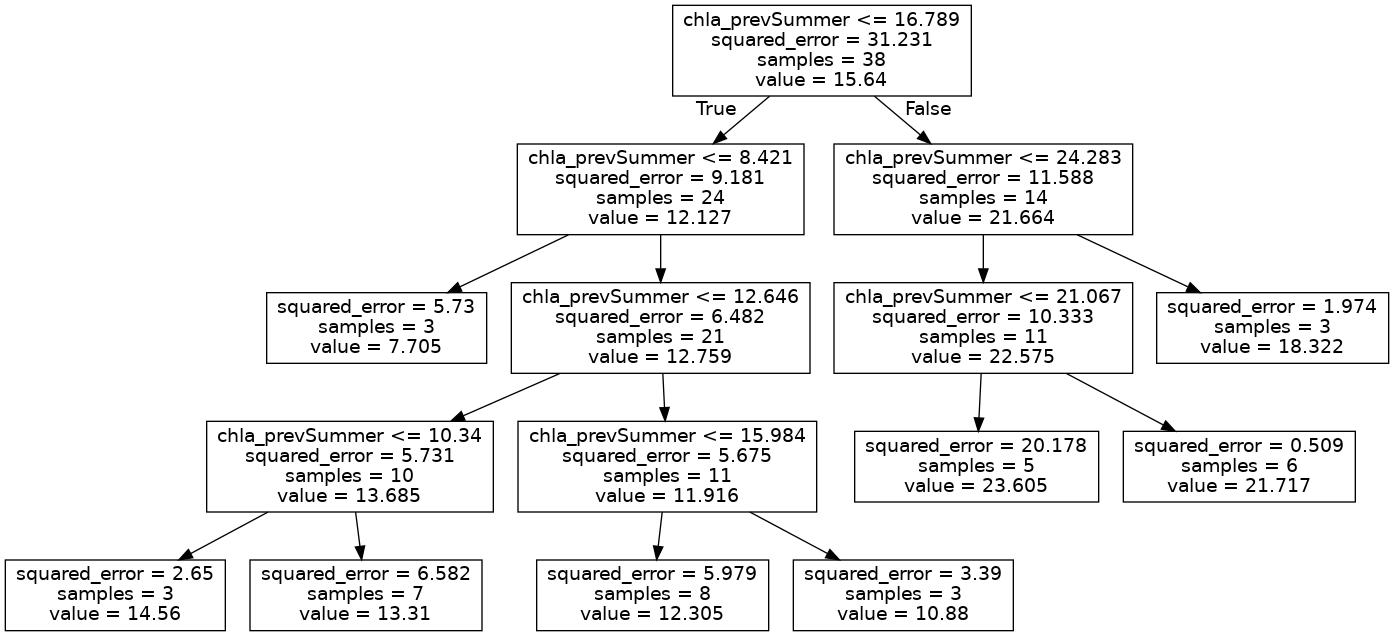 chla_prevSummer <= 16.789
squared_error = 31.231
samples = 38
value = 15.64
True
False
chla_prevSummer <= 8.421
squared_error = 9.181
samples = 24
value = 12.127
chla_prevSummer <= 24.283
squared_error = 11.588
samples = 14
value = 21.664
squared_error = 5.73
samples = 3
value = 7.705
chla_prevSummer <= 12.646
squared_error = 6.482
samples = 21
value = 12.759
chla_prevSummer <= 21.067
squared_error = 10.333
samples = 11
value = 22.575
squared_error = 1.974
samples = 3
value = 18.322
chla_prevSummer <= 10.34
squared_error = 5.731
samples = 10
value = 13.685
chla_prevSummer <= 15.984
squared_error = 5.675
samples = 11
value = 11.916
squared_error = 20.178
samples = 5
value = 23.605
squared_error = 0.509
samples = 6
value = 21.717
squared_error = 2.65
samples = 3
value = 14.56
squared_error = 6.582
samples = 7
value = 13.31
squared_error = 5.979
samples = 8
value = 12.305
squared_error = 3.39
samples = 3
value = 10.88